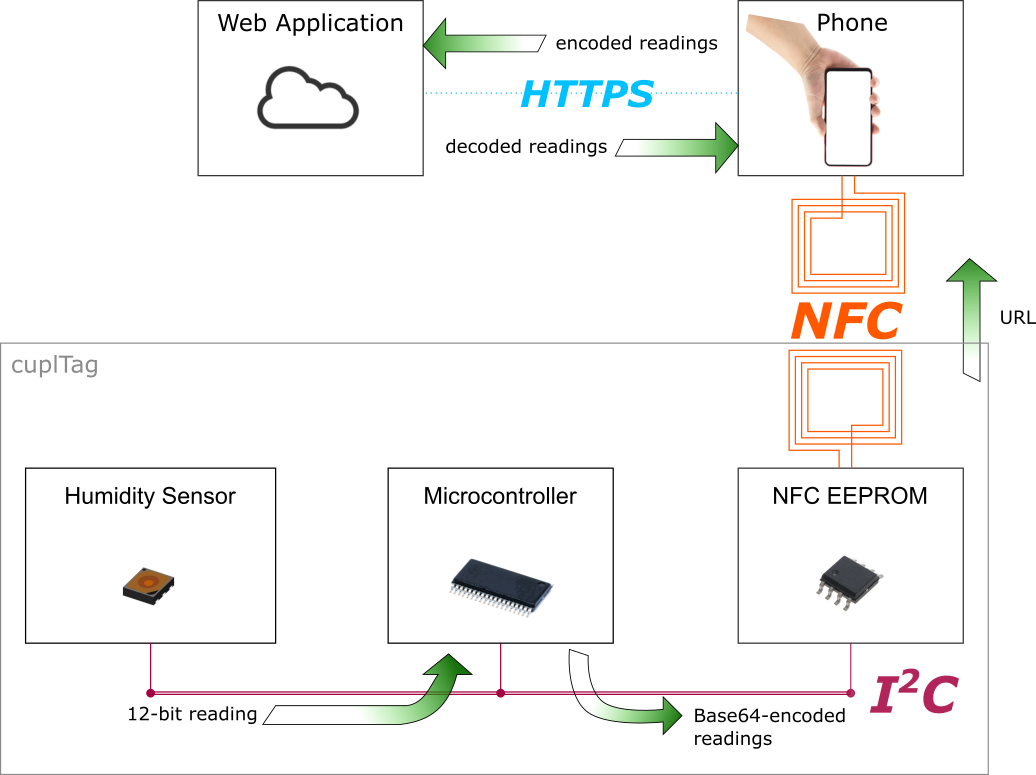 Web Application
Phone
encoded readings
HTTPS
decoded readings
NFC
URL
cuplTag
Humidity Sensor
Microcontroller
NFC EEPROM
I²C
12-bit reading
Base64-encoded
readings